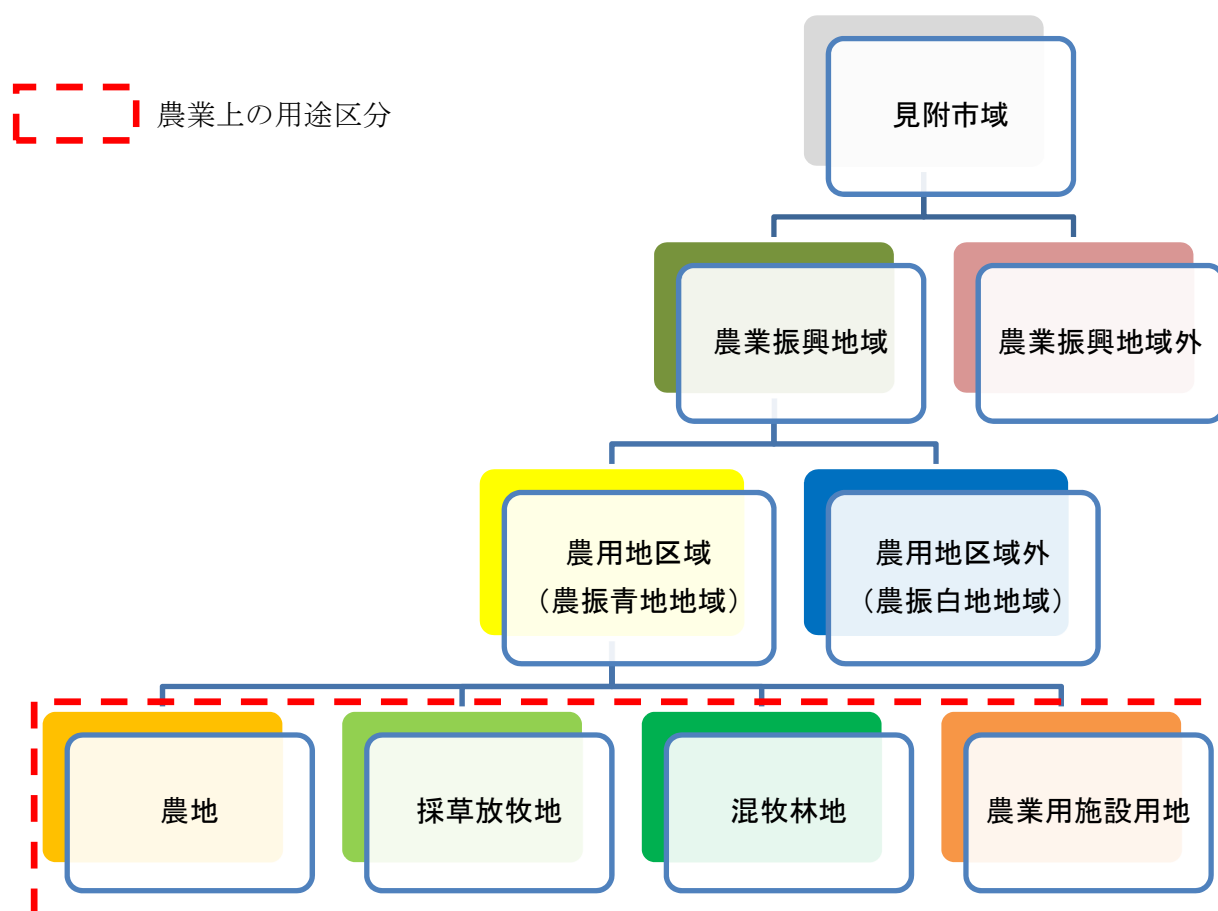 農業上の用途区分
見附市域
農業振興地域
農業振興地域外
農用地区域
（農振青地地域）
農用地区域外
（農振白地地域）
農地
採草放牧地
混牧林地
農業用施設用地